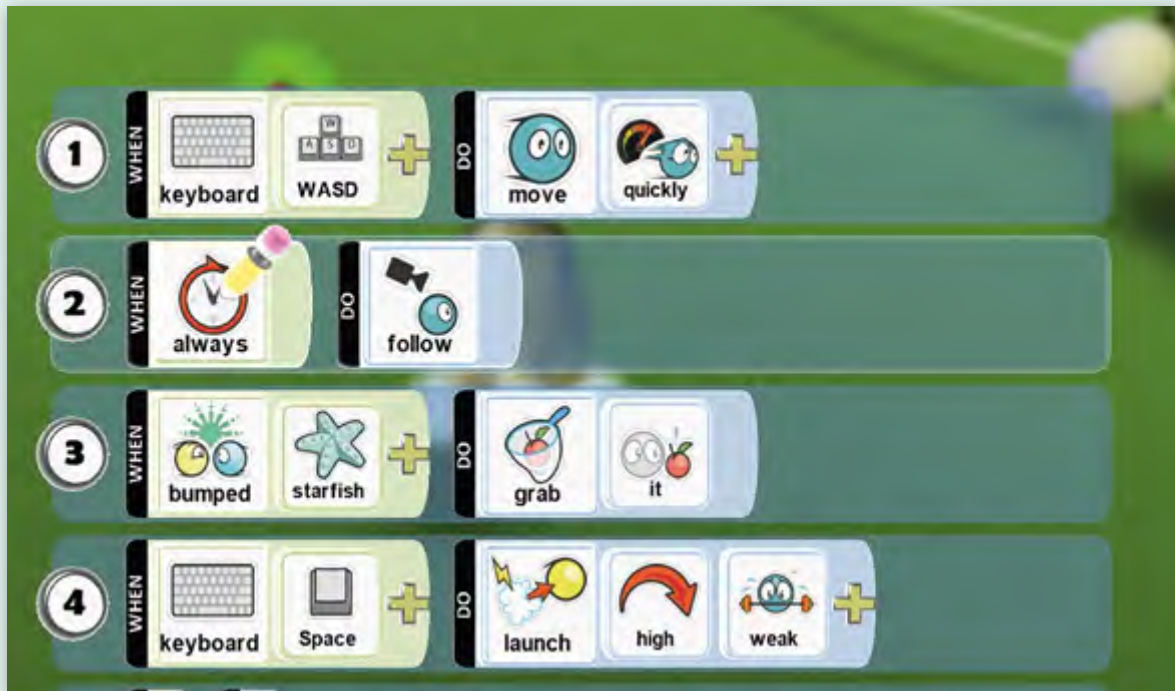 1 WHEN keyboard WASD DO move quickly
2 WHEN always DO follow
3 WHEN bumped starfish DO grab it
4 WHEN keyboard Space DO launch high weak